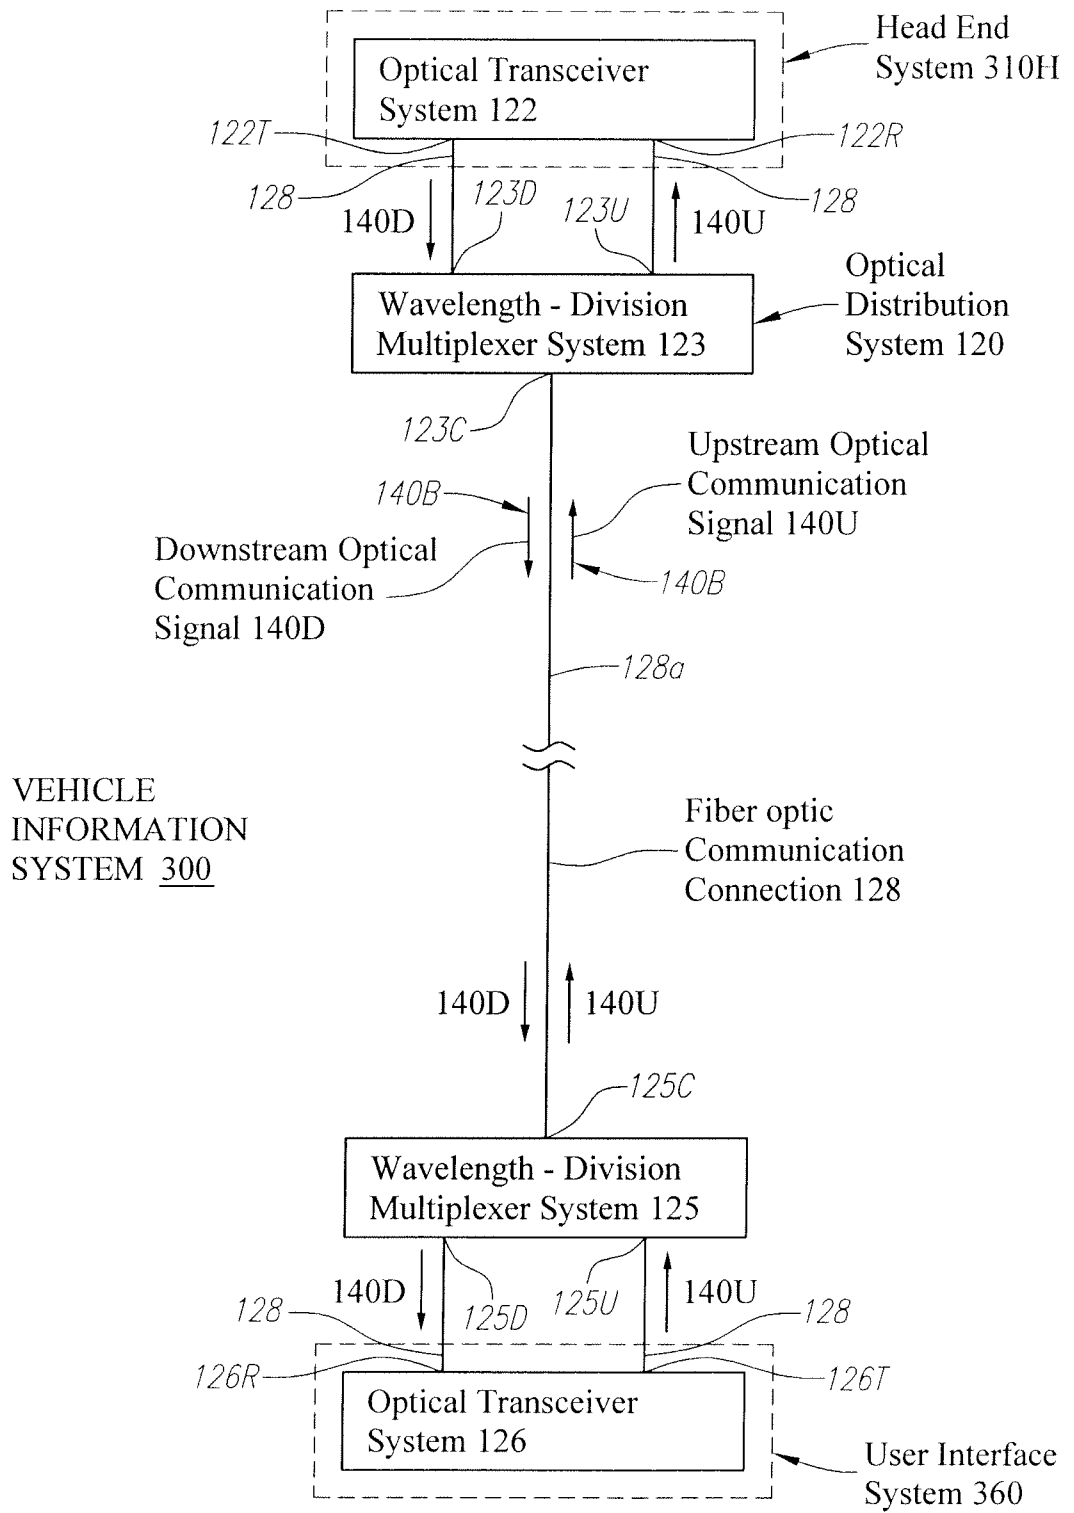 Head End
System 310H
Optical Transceiver
System 122
122T
122R
128
123D
123U
128
140D
140U
Wavelength - Division
Multiplexer System 123
Optical
Distribution
System 120
123C
Upstream Optical
Communication
Signal 140U
140B
Downstream Optical
Communication
Signal 140D
140B
128a
VEHICLE
INFORMATION
SYSTEM 300
Fiber optic
Communication
Connection 128
140D
140U
125C
Wavelength - Division
Multiplexer System 125
140D
125D
125U
140U
128
128
126R
126T
Optical Transceiver
System 126
User Interface
System 360